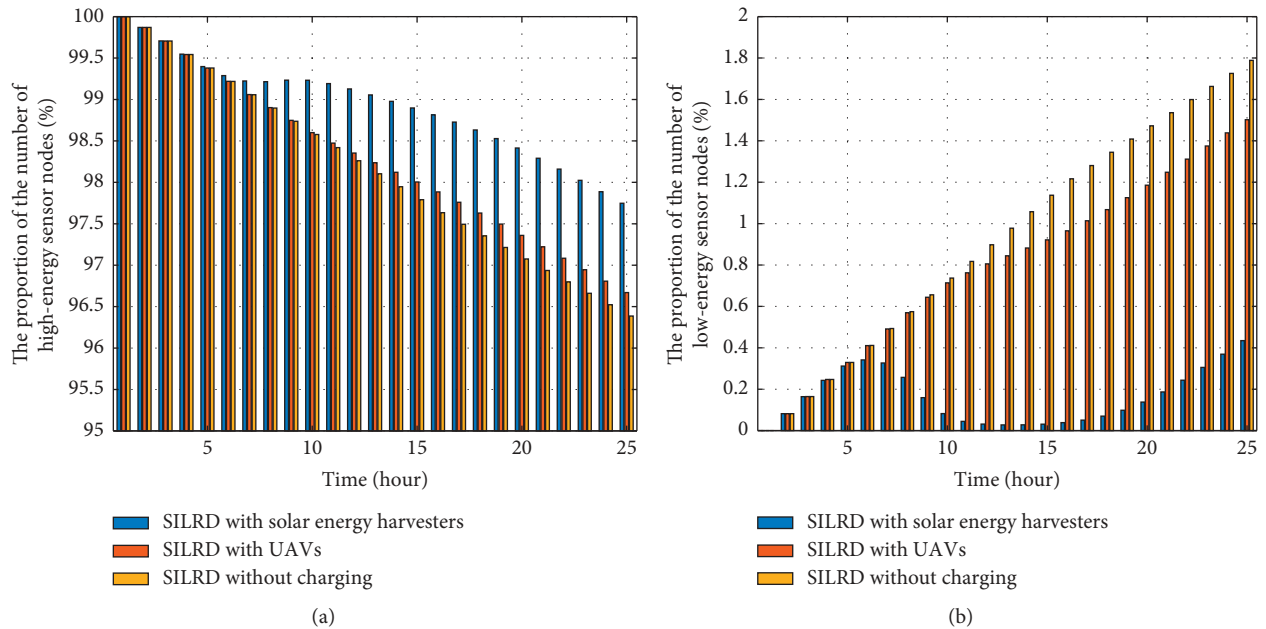 The proportion of the number of
high-energy sensor nodes (%)
100
99.5
99
98.5
98
97.5
97
96.5
96
95.5
95
5
10
15
20
25
Time (hour)
SILRD with solar energy harvesters
SILRD with UAVs
SILRD without charging
(a)
The proportion of the number of
low-energy sensor nodes (%)
2
1.8
1.6
1.4
1.2
1
0.8
0.6
0.4
0.2
0
5
10
15
20
25
Time (hour)
SILRD with solar energy harvesters
SILRD with UAVs
SILRD without charging
(b)